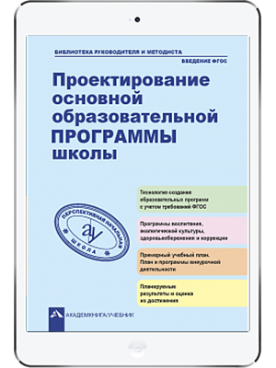 БИБЛИОТЕКА РУКОВОДИТЕЛЯ И МЕТОДИСТА
ВВЕДЕНИЕ ФГОС
Проектирование
основной
образовательной
ПРОГРАММЫ
школы
Технология создания
образовательных программ
с учетом требований ФГОС
Программы воспитания,
экологической культуры,
здоровьесбережения и коррекции
Примерный учебный план.
План и программы внеурочной
деятельности
Планируемые
результаты и оценка
их достижения
ПЕРСПЕКТИВНАЯ НАЧАЛЬНАЯ
ШКОЛА
АКАДЕМКНИГА/УЧЕБНИК